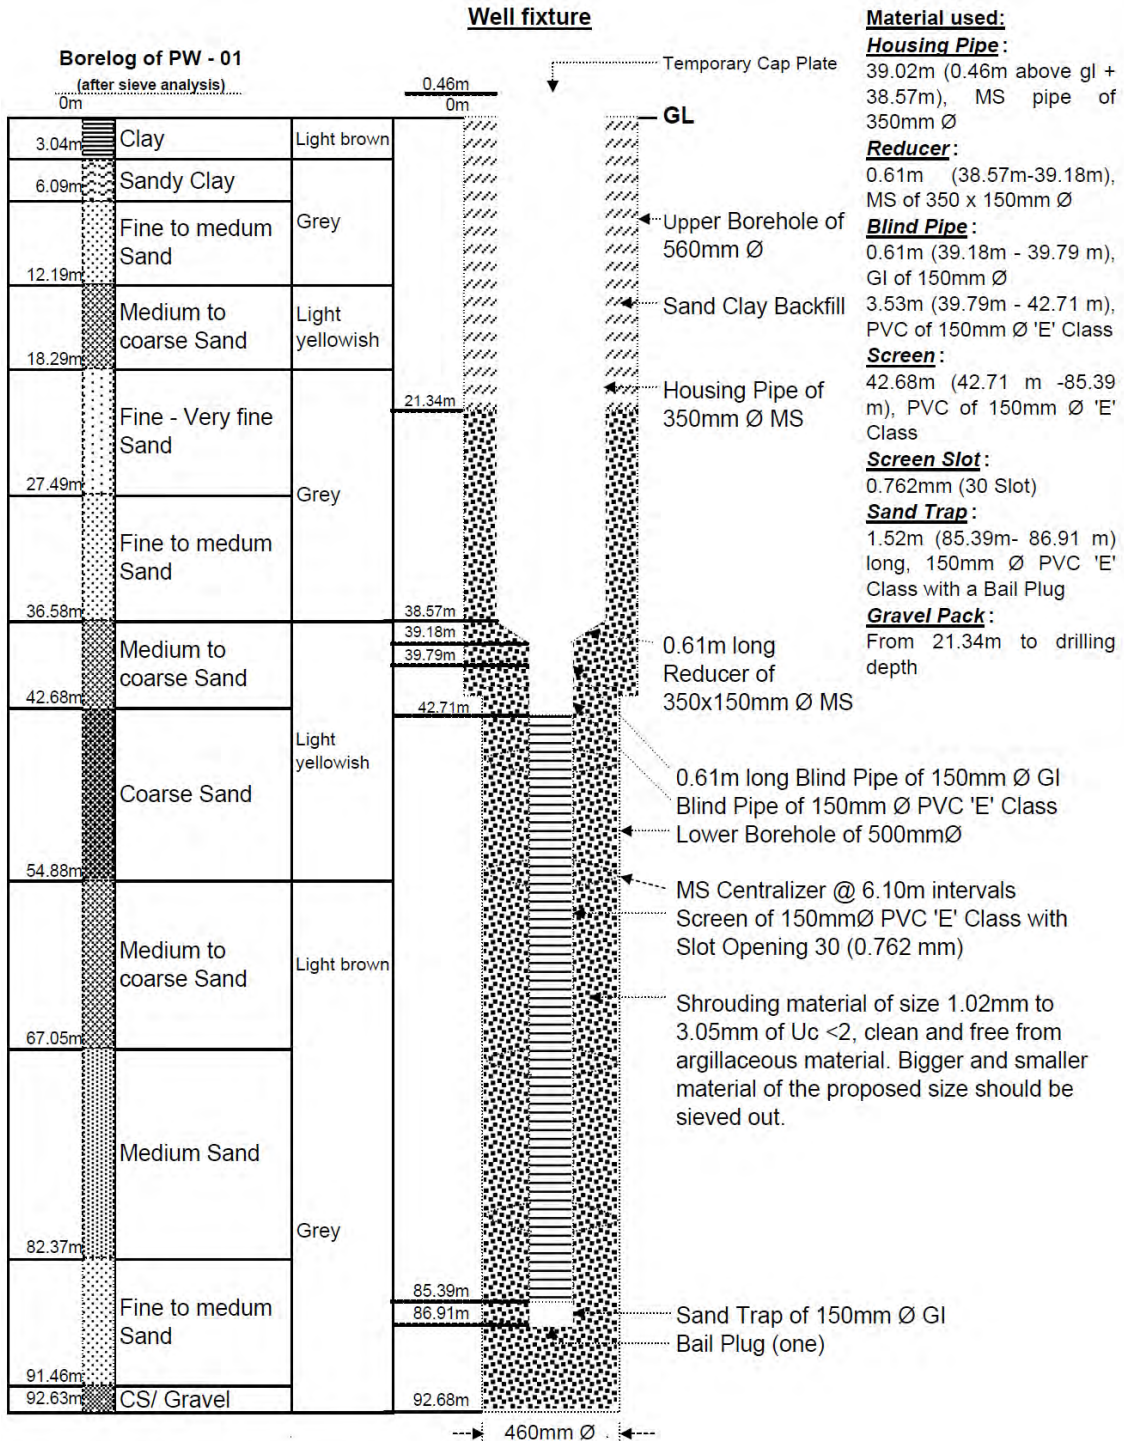 Well fixture
Borelog of PW - 01
(after sieve analysis)
0m
3.04m
Clay
Light brown
6.09m
Sandy Clay
Grey
Fine to medum
Sand
12.19m
Medium to
coarse Sand
Light
yellowish
18.29m
Fine - Very fine
Sand
27.49m
Grey
Fine to medum
Sand
36.58m
Medium to
coarse Sand
42.68m
Light
yellowish
Coarse Sand
54.88m
Medium to
coarse Sand
Light brown
67.05m
Medium Sand
82.37m
Grey
Fine to medum
Sand
91.46m
92.63m
CS/ Gravel
0.46m
0m
21.34m
38.57m
39.18m
39.79m
42.71m
85.39m
86.91m
92.68m
460mm Ø
Temporary Cap Plate
GL
Upper Borehole of
560mm Ø
Sand Clay Backfill
Housing Pipe of
350mm Ø MS
0.61m long
Reducer of
350x150mm Ø MS
0.61m long Blind Pipe of 150mm Ø GI
Blind Pipe of 150mm Ø PVC 'E' Class
Lower Borehole of 500mmØ
MS Centralizer @ 6.10m intervals
Screen of 150mmØ PVC 'E' Class with
Slot Opening 30 (0.762 mm)
Shrouding material of size 1.02mm to
3.05mm of Uc <2, clean and free from
argillaceous material. Bigger and smaller
material of the proposed size should be
sieved out.
Sand Trap of 150mm Ø GI
Bail Plug (one)
Material used:
Housing Pipe :
39.02m (0.46m above gl +
38.57m), MS pipe of
350mm Ø
Reducer :
0.61m (38.57m-39.18m),
MS of 350 x 150mm Ø
Blind Pipe :
0.61m (39.18m - 39.79 m),
GI of 150mm Ø
3.53m (39.79m - 42.71 m),
PVC of 150mm Ø 'E' Class
Screen :
42.68m (42.71 m -85.39
m), PVC of 150mm Ø 'E'
Class
Screen Slot :
0.762mm (30 Slot)
Sand Trap :
1.52m (85.39m- 86.91 m)
long, 150mm Ø PVC 'E'
Class with a Bail Plug
Gravel Pack :
From 21.34m to drilling
depth